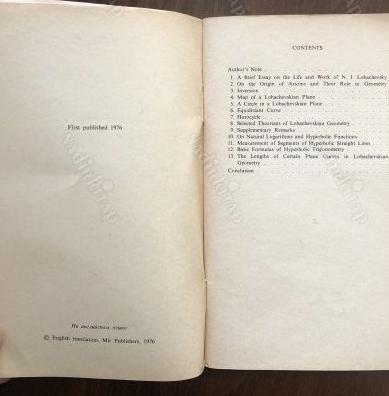 First published 1976
На английском языке
© English translation, Mir Publishers, 1976
CONTENTS
Author's Note
1. A Brief Essay on the Life and Work of N. I. Lobachevsky
2. On the Origin of Axioms and Their Role in Geometry
3. Inversion
4. Map of a Lobachevskian Plane
5. A Circle in a Lobachevskian Plane
6. Equidistant Curve
7. Horocycle
8. Selected Theorems of Lobachevskian Geometry
9. Supplementary Remarks
10. On Natural Logarithms and Hyperbolic Functions
11. Measurement of Segments of Hyperbolic Straight Lines
12. Basic Formulas of Hyperbolic Trigonometry
13. The Lengths of Certain Plane Curves in Lobachevskian
Geometry
Conclusion